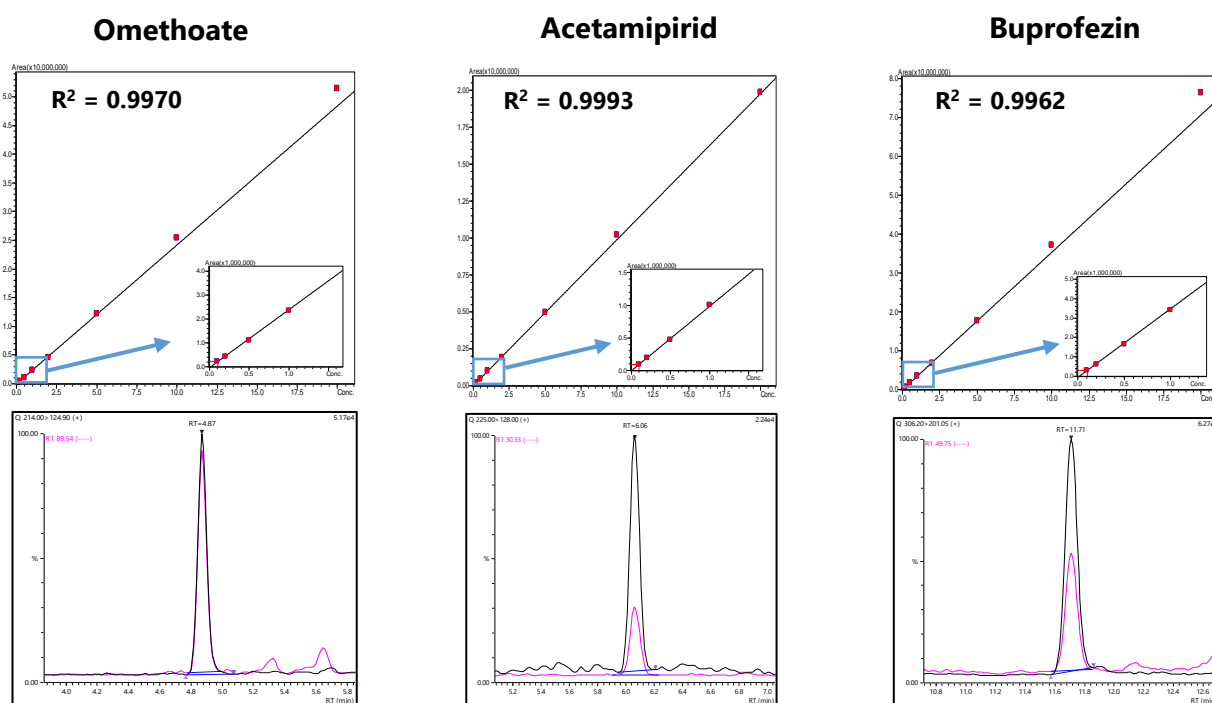 Omethoate
Acetamipirid
Buprofezin
Area(x10,000,000)
R² = 0.9970
5.0
4.5
4.0
3.5
3.0
2.5
2.0
1.5
1.0
0.5
0.0
0.0 2.5 5.0 7.5 10.0 12.5 15.0 17.5 Conc.
Area(x1,000,000)
4.0
3.0
2.0
1.0
0.0
0.0 0.5 1.0 Conc.
Area(x10,000,000)
R² = 0.9993
2.00
1.75
1.50
1.25
1.00
0.75
0.50
0.25
0.00
0.0 2.5 5.0 7.5 10.0 12.5 15.0 17.5 Conc.
Area(x1,000,000)
1.5
1.0
0.5
0.0
0.0 0.5 1.0 Conc.
Area(x10,000,000)
R² = 0.9962
8.0
7.0
6.0
5.0
4.0
3.0
2.0
1.0
0.0
0.0 2.5 5.0 7.5 10.0 12.5 15.0 17.5
Area(x1,000,000)
5.0
4.0
3.0
2.0
1.0
0.0
0.0 0.5 1.0 Conc.
Q 214.00>124.90 (+) 5.17e4
RT=4.87
100.00
R1 89.54 (----)
%
0.00
4.0 4.2 4.4 4.6 4.8 5.0 5.2 5.4 5.6 5.8
RT (min)
Q 225.00>128.00 (+) 2.24e4
RT=6.06
100.00
R1 30.33 (----)
%
0.00
5.2 5.4 5.6 5.8 6.0 6.2 6.4 6.6 6.8 7.0
RT (min)
Q 306.20>201.05 (+)
RT=11.71
100.00
R1 49.75 (----)
%
0.00
10.8 11.0 11.2 11.4 11.6 11.8 12.0 12.2 12.4 12.6
RT (min)